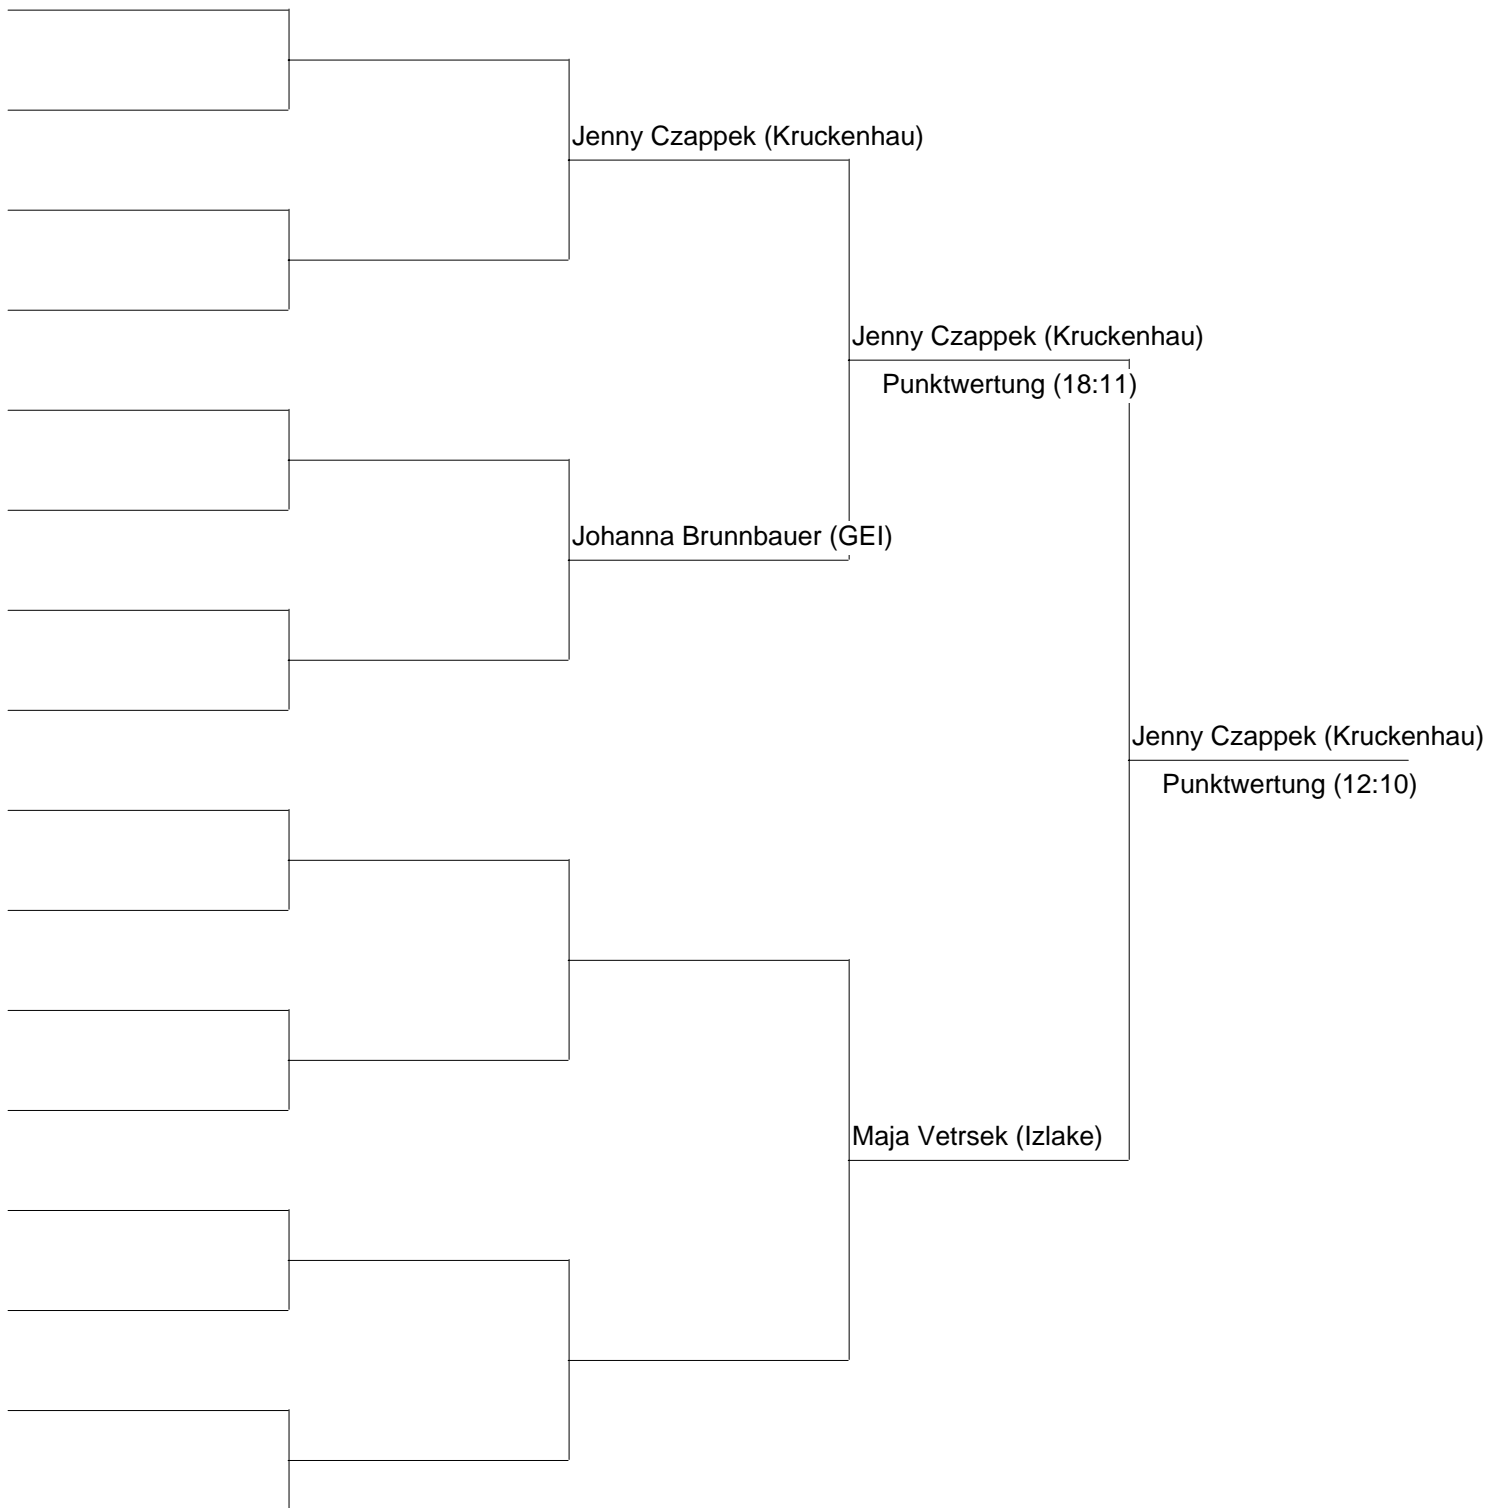 Jenny Czappek (Kruckenhau)
Jenny Czappek (Kruckenhau)
Punktwertung (18:11)
Johanna Brunnbauer (GEI)
Jenny Czappek (Kruckenhau)
Punktwertung (12:10)
Maja Vetrsek (Izlake)